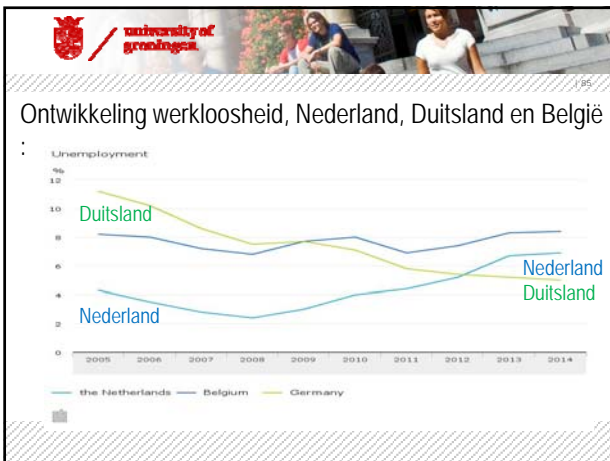 university of
groningen
| 85
Ontwikkeling werkloosheid, Nederland, Duitsland en België
:
Unemployment
%
12
10
8
6
4
2
0
Duitsland
Nederland
Nederland
Duitsland
2005 2006 2007 2008 2009 2010 2011 2012 2013 2014
the Netherlands Belgium Germany